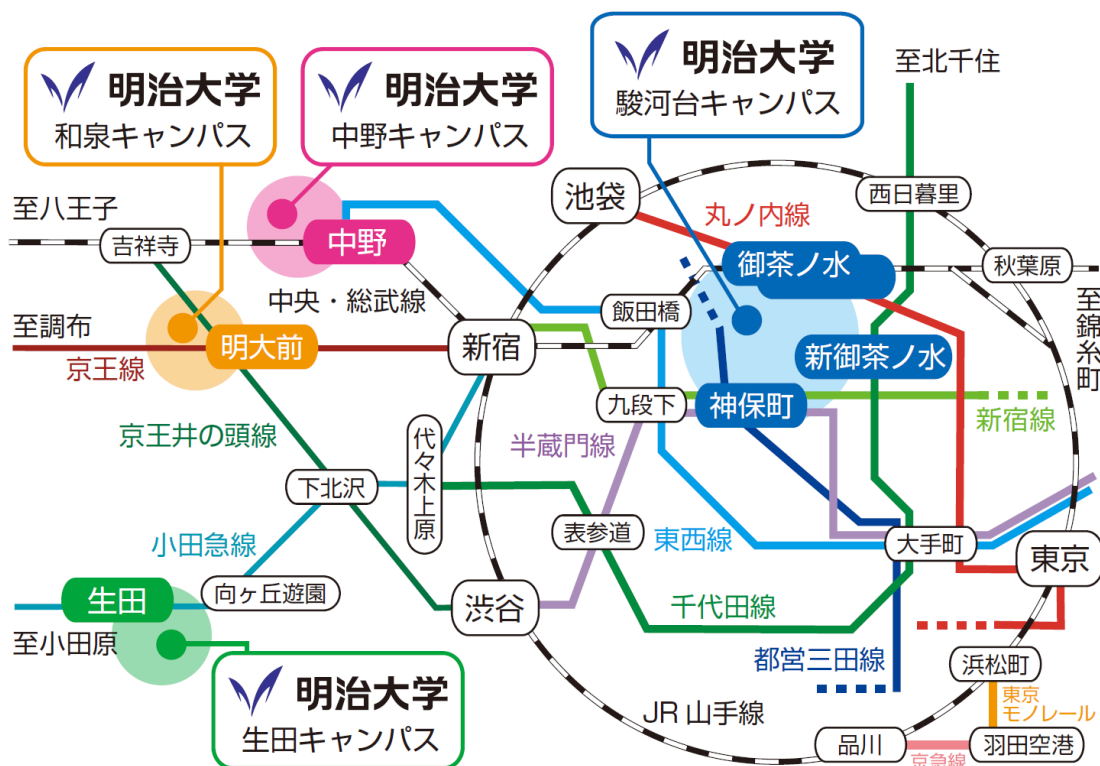 明治大学
和泉キャンパス
明治大学
中野キャンパス
明治大学
駿河台キャンパス
至北千住
至八王子
吉祥寺
中野
池袋
丸ノ内線
西日暮里
御茶ノ水
秋葉原
中央・総武線
飯田橋
至錦糸町
至調布
明大前
新宿
新御茶ノ水
京王線
九段下
神保町
新宿線
京王井の頭線
代々木上原
半蔵門線
下北沢
小田急線
表参道
東西線
大手町
東京
生田
向ヶ丘遊園
渋谷
千代田線
至小田原
都営三田線
浜松町
明治大学
生田キャンパス
JR山手線
東京
モノレール
品川
京急線
羽田空港